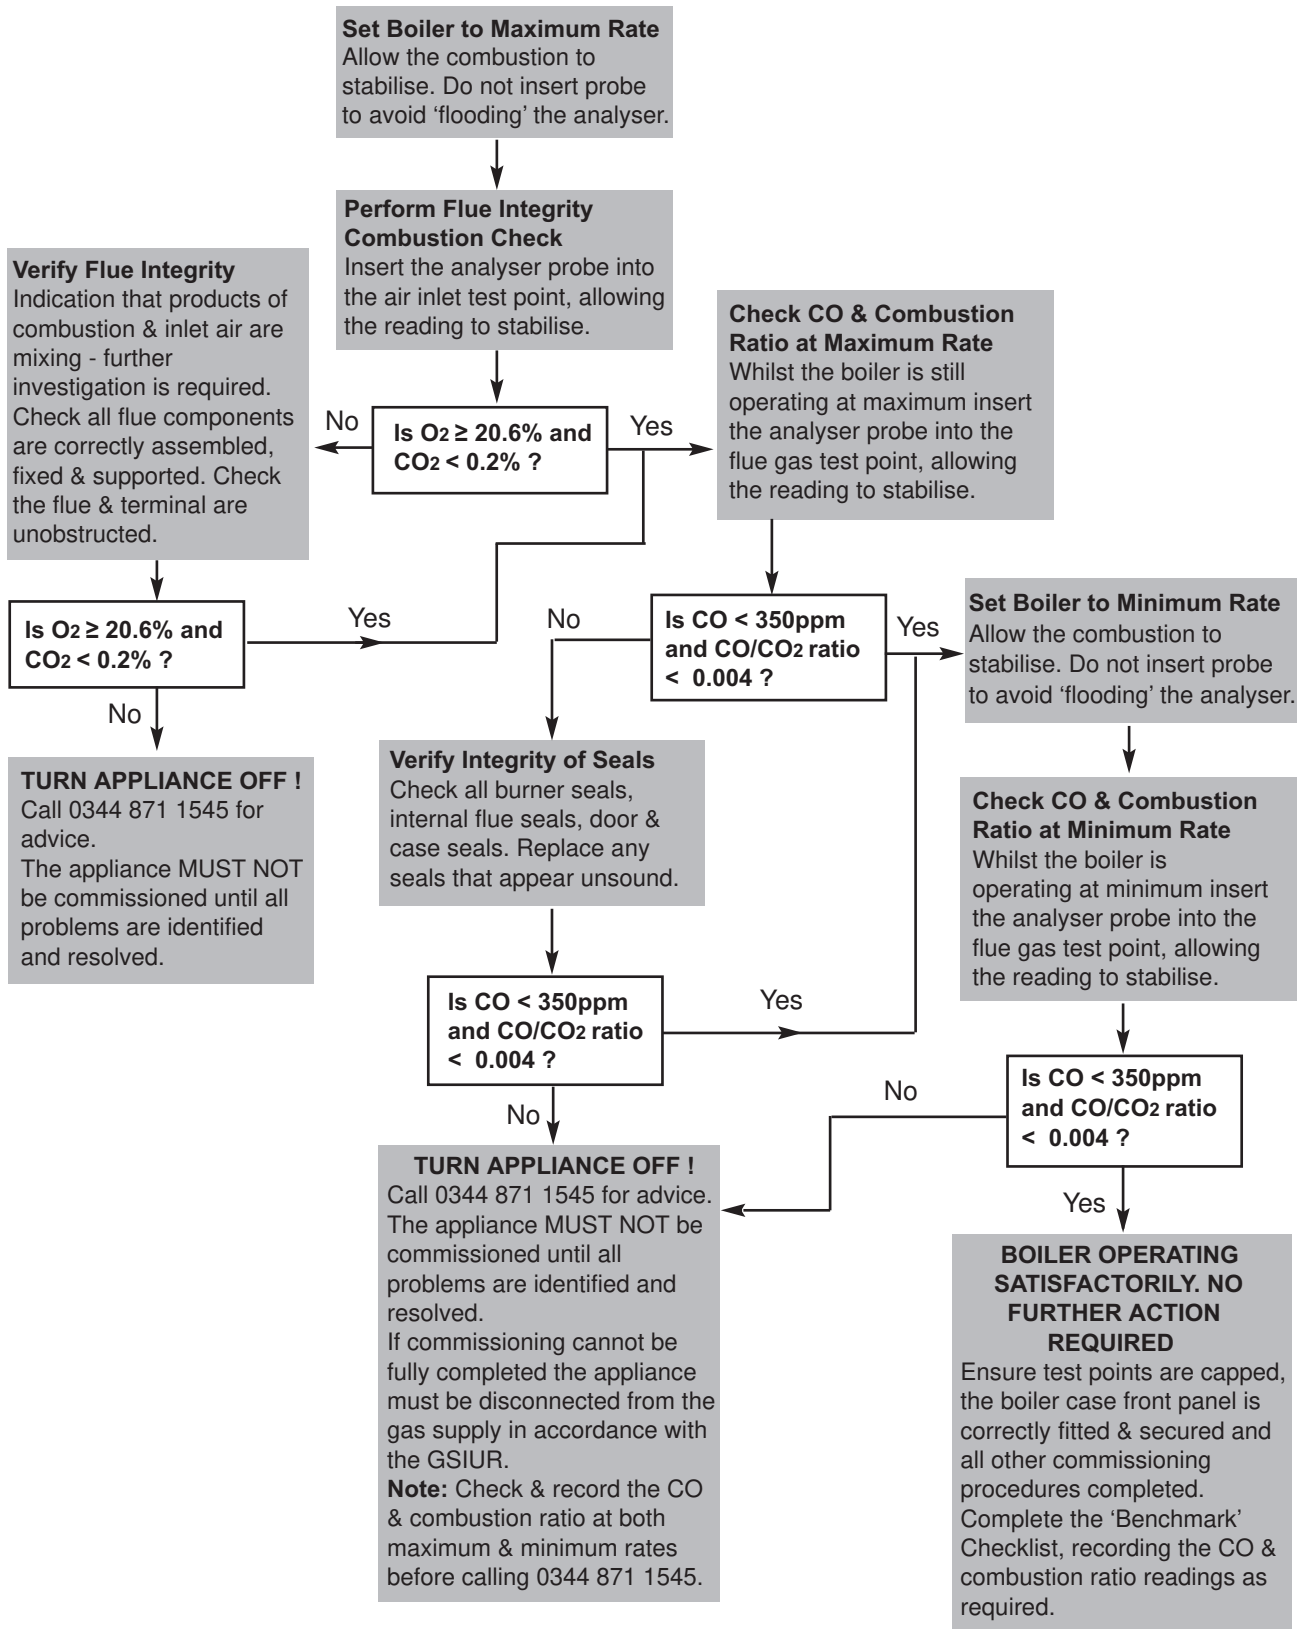 Set Boiler to Maximum Rate
Allow the combustion to
stabilise. Do not insert probe
to avoid ‘flooding’ the analyser.
Perform Flue Integrity
Combustion Check
Insert the analyser probe into
the air inlet test point, allowing
the reading to stabilise.
Verify Flue Integrity
Indication that products of
combustion & inlet air are
mixing - further
investigation is required.
Check all flue components
are correctly assembled,
fixed & supported. Check
the flue & terminal are
unobstructed.
No
Is O2 ≥ 20.6% and
CO2 < 0.2% ?
Yes
Check CO & Combustion
Ratio at Maximum Rate
Whilst the boiler is still
operating at maximum insert
the analyser probe into the
flue gas test point, allowing
the reading to stabilise.
Is O2 ≥ 20.6% and
CO2 < 0.2% ?
Yes
No
TURN APPLIANCE OFF !
Call 0344 871 1545 for
advice.
The appliance MUST NOT
be commissioned until all
problems are identified
and resolved.
No
Is CO < 350ppm
and CO/CO2 ratio
< 0.004 ?
Yes
Set Boiler to Minimum Rate
Allow the combustion to
stabilise. Do not insert probe
to avoid ‘flooding’ the analyser.
Verify Integrity of Seals
Check all burner seals,
internal flue seals, door &
case seals. Replace any
seals that appear unsound.
Check CO & Combustion
Ratio at Minimum Rate
Whilst the boiler is
operating at minimum insert
the analyser probe into the
flue gas test point, allowing
the reading to stabilise.
Is CO < 350ppm
and CO/CO2 ratio
< 0.004 ?
Yes
No
Is CO < 350ppm
and CO/CO2 ratio
< 0.004 ?
No
Yes
TURN APPLIANCE OFF !
Call 0344 871 1545 for advice.
The appliance MUST NOT be
commissioned until all
problems are identified and
resolved.
If commissioning cannot be
fully completed the appliance
must be disconnected from the
gas supply in accordance with
the GSIUR.
Note: Check & record the CO
& combustion ratio at both
maximum & minimum rates
before calling 0344 871 1545.
BOILER OPERATING
SATISFACTORILY. NO
FURTHER ACTION
REQUIRED
Ensure test points are capped,
the boiler case front panel is
correctly fitted & secured and
all other commissioning
procedures completed.
Complete the ‘Benchmark’
Checklist, recording the CO &
combustion ratio readings as
required.